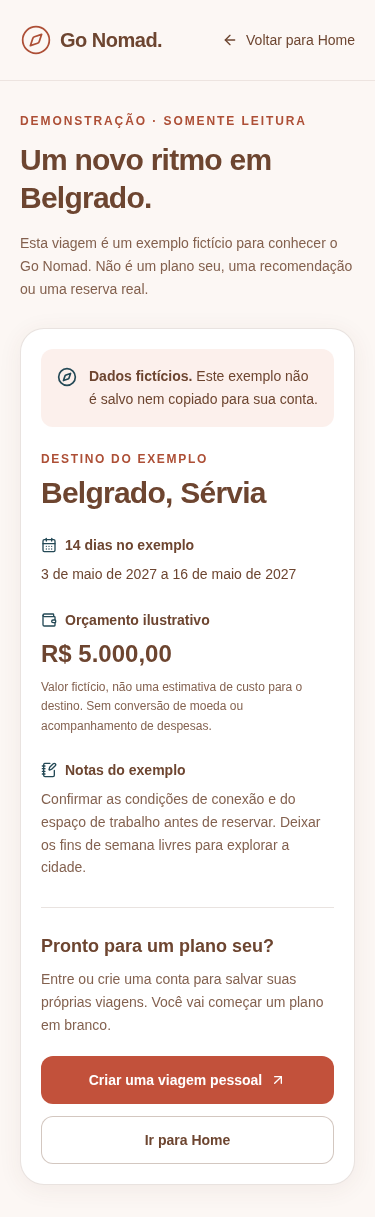 Go Nomad.
Voltar para Home
DEMONSTRAÇÃO · SOMENTE LEITURA
Um novo ritmo em
Belgrado.
Esta viagem é um exemplo fictício para conhecer o
Go Nomad. Não é um plano seu, uma recomendação
ou uma reserva real.
Dados fictícios. Este exemplo não
é salvo nem copiado para sua conta.
DESTINO DO EXEMPLO
Belgrado, Sérvia
14 dias no exemplo
3 de maio de 2027 a 16 de maio de 2027
Orçamento ilustrativo
R$ 5.000,00
Valor fictício, não uma estimativa de custo para o
destino. Sem conversão de moeda ou
acompanhamento de despesas.
Notas do exemplo
Confirmar as condições de conexão e do
espaço de trabalho antes de reservar. Deixar
os fins de semana livres para explorar a
cidade.
Pronto para um plano seu?
Entre ou crie uma conta para salvar suas
próprias viagens. Você vai começar um plano
em branco.
Criar uma viagem pessoal
Ir para Home